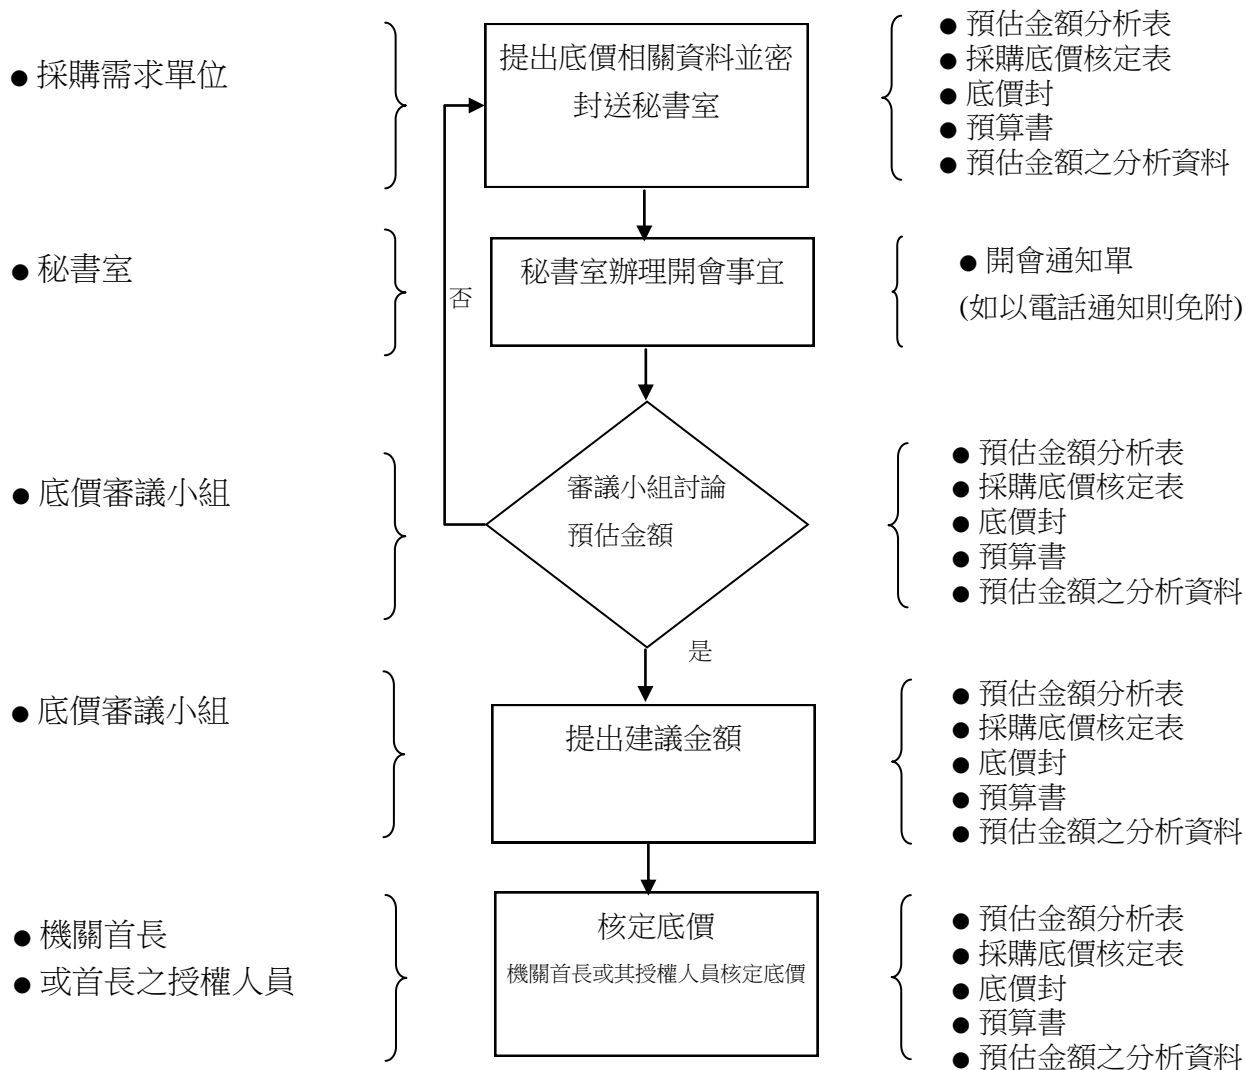 ● 採購需求單位
提出底價相關資料並密
封送秘書室
● 預估金額分析表
● 採購底價核定表
● 底價封
● 預算書
● 預估金額之分析資料
● 秘書室
秘書室辦理開會事宜
● 開會通知單
(如以電話通知則免附)
否
● 底價審議小組
審議小組討論
預估金額
● 預估金額分析表
● 採購底價核定表
● 底價封
● 預算書
● 預估金額之分析資料
是
● 底價審議小組
提出建議金額
● 預估金額分析表
● 採購底價核定表
● 底價封
● 預算書
● 預估金額之分析資料
● 機關首長
● 或首長之授權人員
核定底價
機關首長或其授權人員核定底價
● 預估金額分析表
● 採購底價核定表
● 底價封
● 預算書
● 預估金額之分析資料